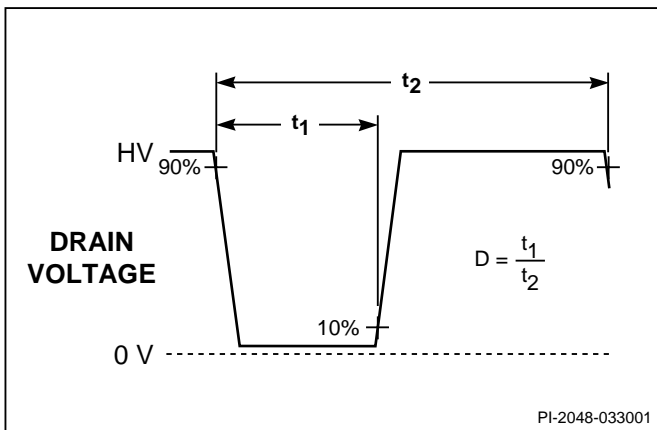 t2
t1
HV
90%
90%
DRAIN
VOLTAGE
D = t1/t2
10%
0 V
PI-2048-033001